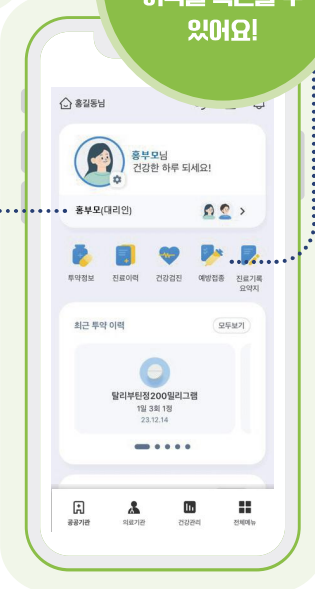 있어요!
홍길동님
홍부모님
건강한 하루 되세요!
홍부모(대리인)
투약정보
진료이력
건강검진
예방접종
진료기록
요약지
최근 투약 이력
모두보기
탈리부틴정200밀리그램
1일 3회 1정
23.12.14
공공기관
의료기관
건강관리
전체메뉴